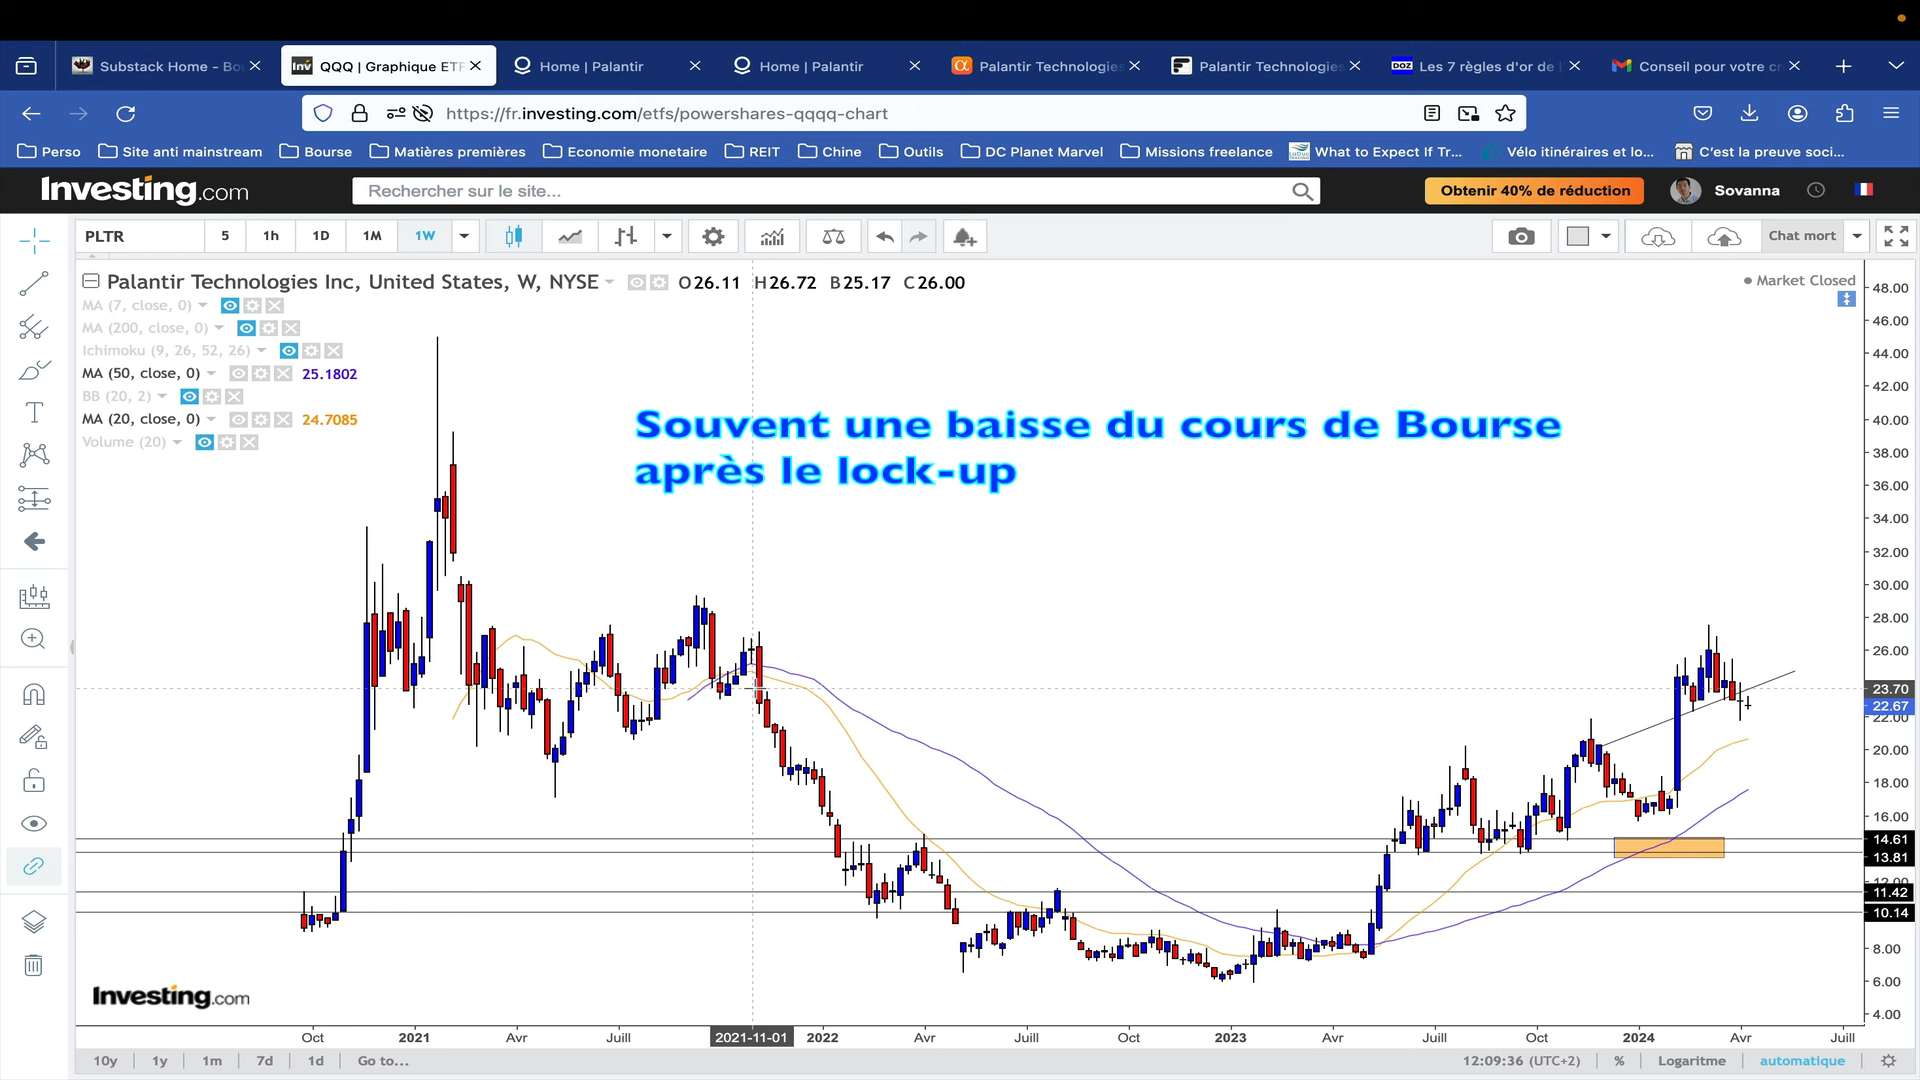 Substack Home - Bo
QQQ | Graphique ETF
Home | Palantir
Home | Palantir
Palantir Technologies
Palantir Technologies
Les 7 règles d'or de
Conseil pour votre c
https://fr.investing.com/etfs/powershares-qqqq-chart
Perso
Site anti mainstream
Bourse
Matières premières
Economie monetaire
REIT
Chine
Outils
DC Planet Marvel
Missions freelance
What to Expect If Tr...
Vélo itinéraires et lo...
C'est la preuve soci...
Investing.com
Rechercher sur le site...
Obtenir 40% de réduction
Sovanna
PLTR
5
1h
1D
1M
1W
Chat mort
Palantir Technologies Inc, United States, W, NYSE
O26.11 H26.72 B25.17 C26.00
Market Closed
MA (7, close, 0)
MA (200, close, 0)
Ichimoku (9, 26, 52, 26)
MA (50, close, 0) 25.1802
BB (20, 2)
MA (20, close, 0) 24.7085
Volume (20)
Souvent une baisse du cours de Bourse
après le lock-up
48.00
46.00
44.00
42.00
40.00
38.00
36.00
34.00
32.00
30.00
28.00
26.00
23.70
22.67
22.00
20.00
18.00
16.00
14.61
13.81
12.00
11.42
10.14
8.00
6.00
4.00
Investing.com
Oct
2021
Avr
Juill
2021-11-01
2022
Avr
Juill
Oct
2023
Avr
Juill
Oct
2024
Avr
Juill
10y
1y
1m
7d
1d
Go to...
12:09:36 (UTC+2)
%
Logaritme
automatique